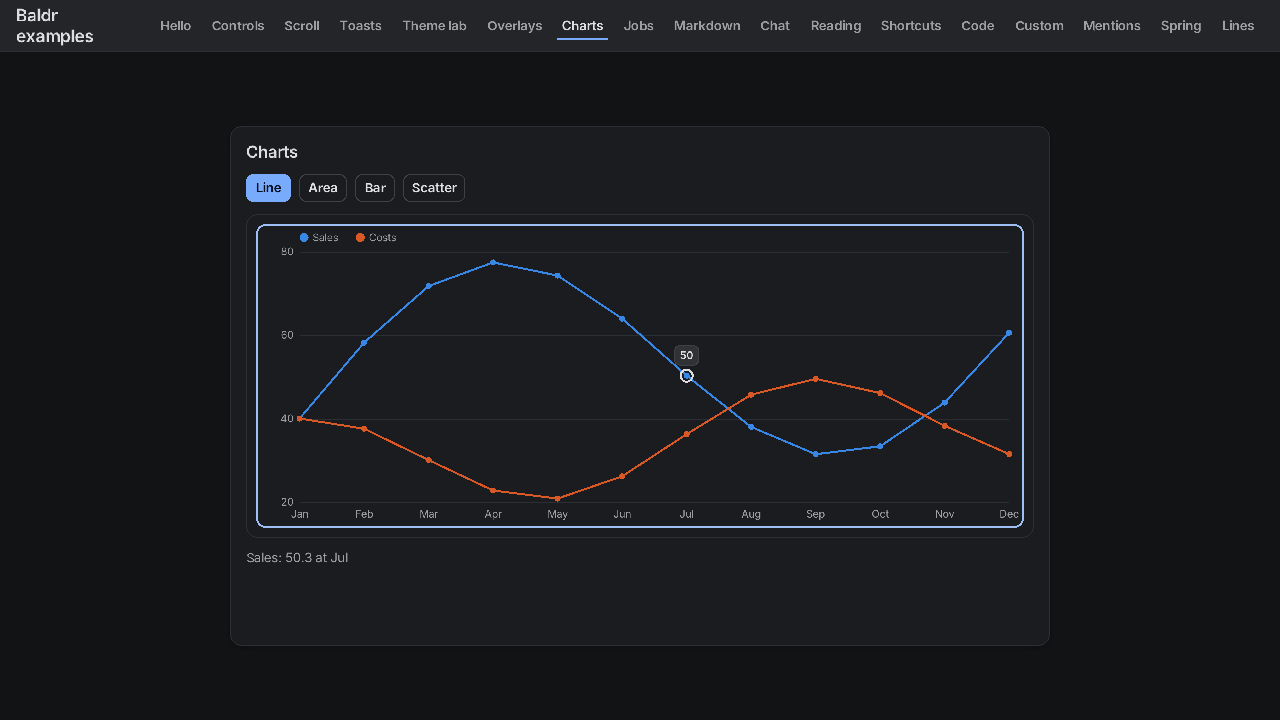 Baldr
examples
Hello Controls Scroll Toasts Theme lab Overlays Charts Jobs Markdown Chat Reading Shortcuts Code Custom Mentions Spring Lines
Charts
Line Area Bar Scatter
Sales Costs
80
60
50
40
20
Jan Feb Mar Apr May Jun Jul Aug Sep Oct Nov Dec
Sales: 50.3 at Jul